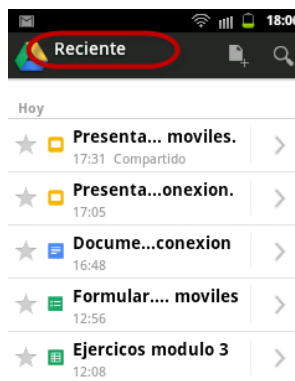 18:06
Reciente
Hoy
Presenta... moviles.
17:31 Compartido
Presenta...onexion.
17:05
Docume...conexion
16:48
Formular.... moviles
12:56
Ejercicos modulo 3
12:08